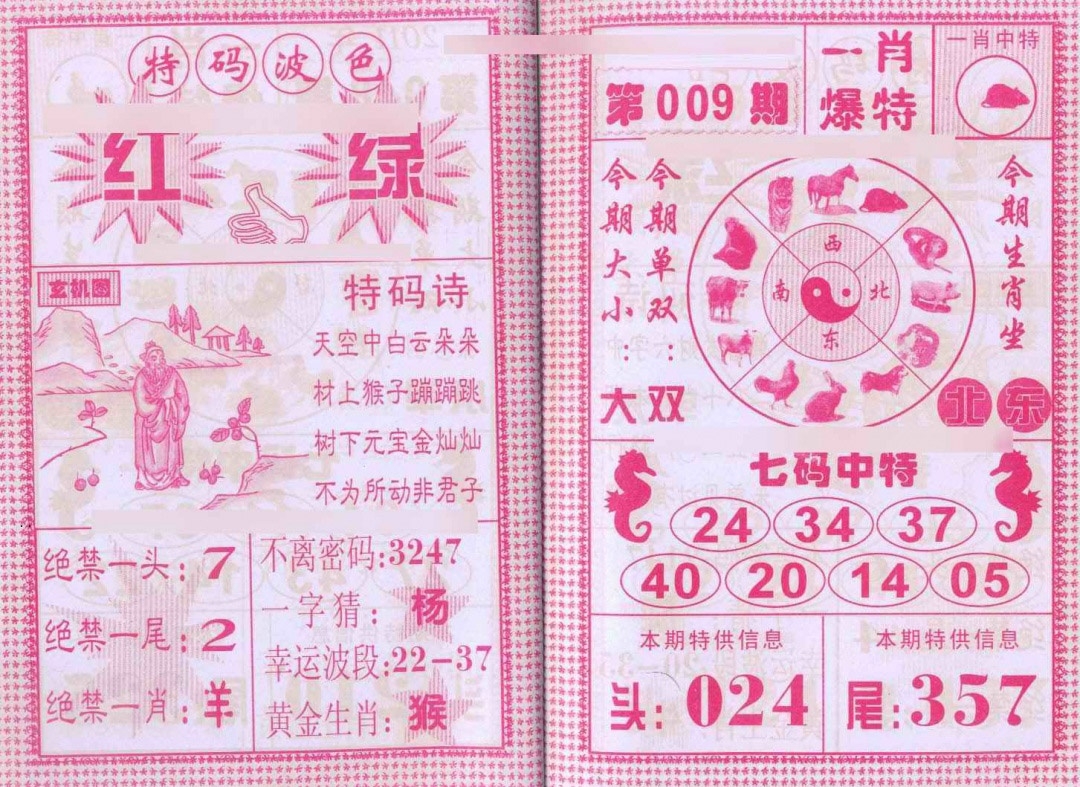 特码波色
红 绿
玄机图
特码诗
天空中白云朵朵
材上猴子蹦蹦跳
树下元宝金灿灿
不为所动非君子
绝禁一头:7
绝禁一尾:2
绝禁一肖:羊
不离密码:3247
一字猜:杨
幸运波段:22-37
黄金生肖:猴
第009期
一肖
爆特
一肖中特
今期大小:大
今期单双:双
西
南 北
东
今期生肖坐
北东
七码中特
24 34 37
40 20 14 05
本期特供信息
头:024
本期特供信息
尾:357